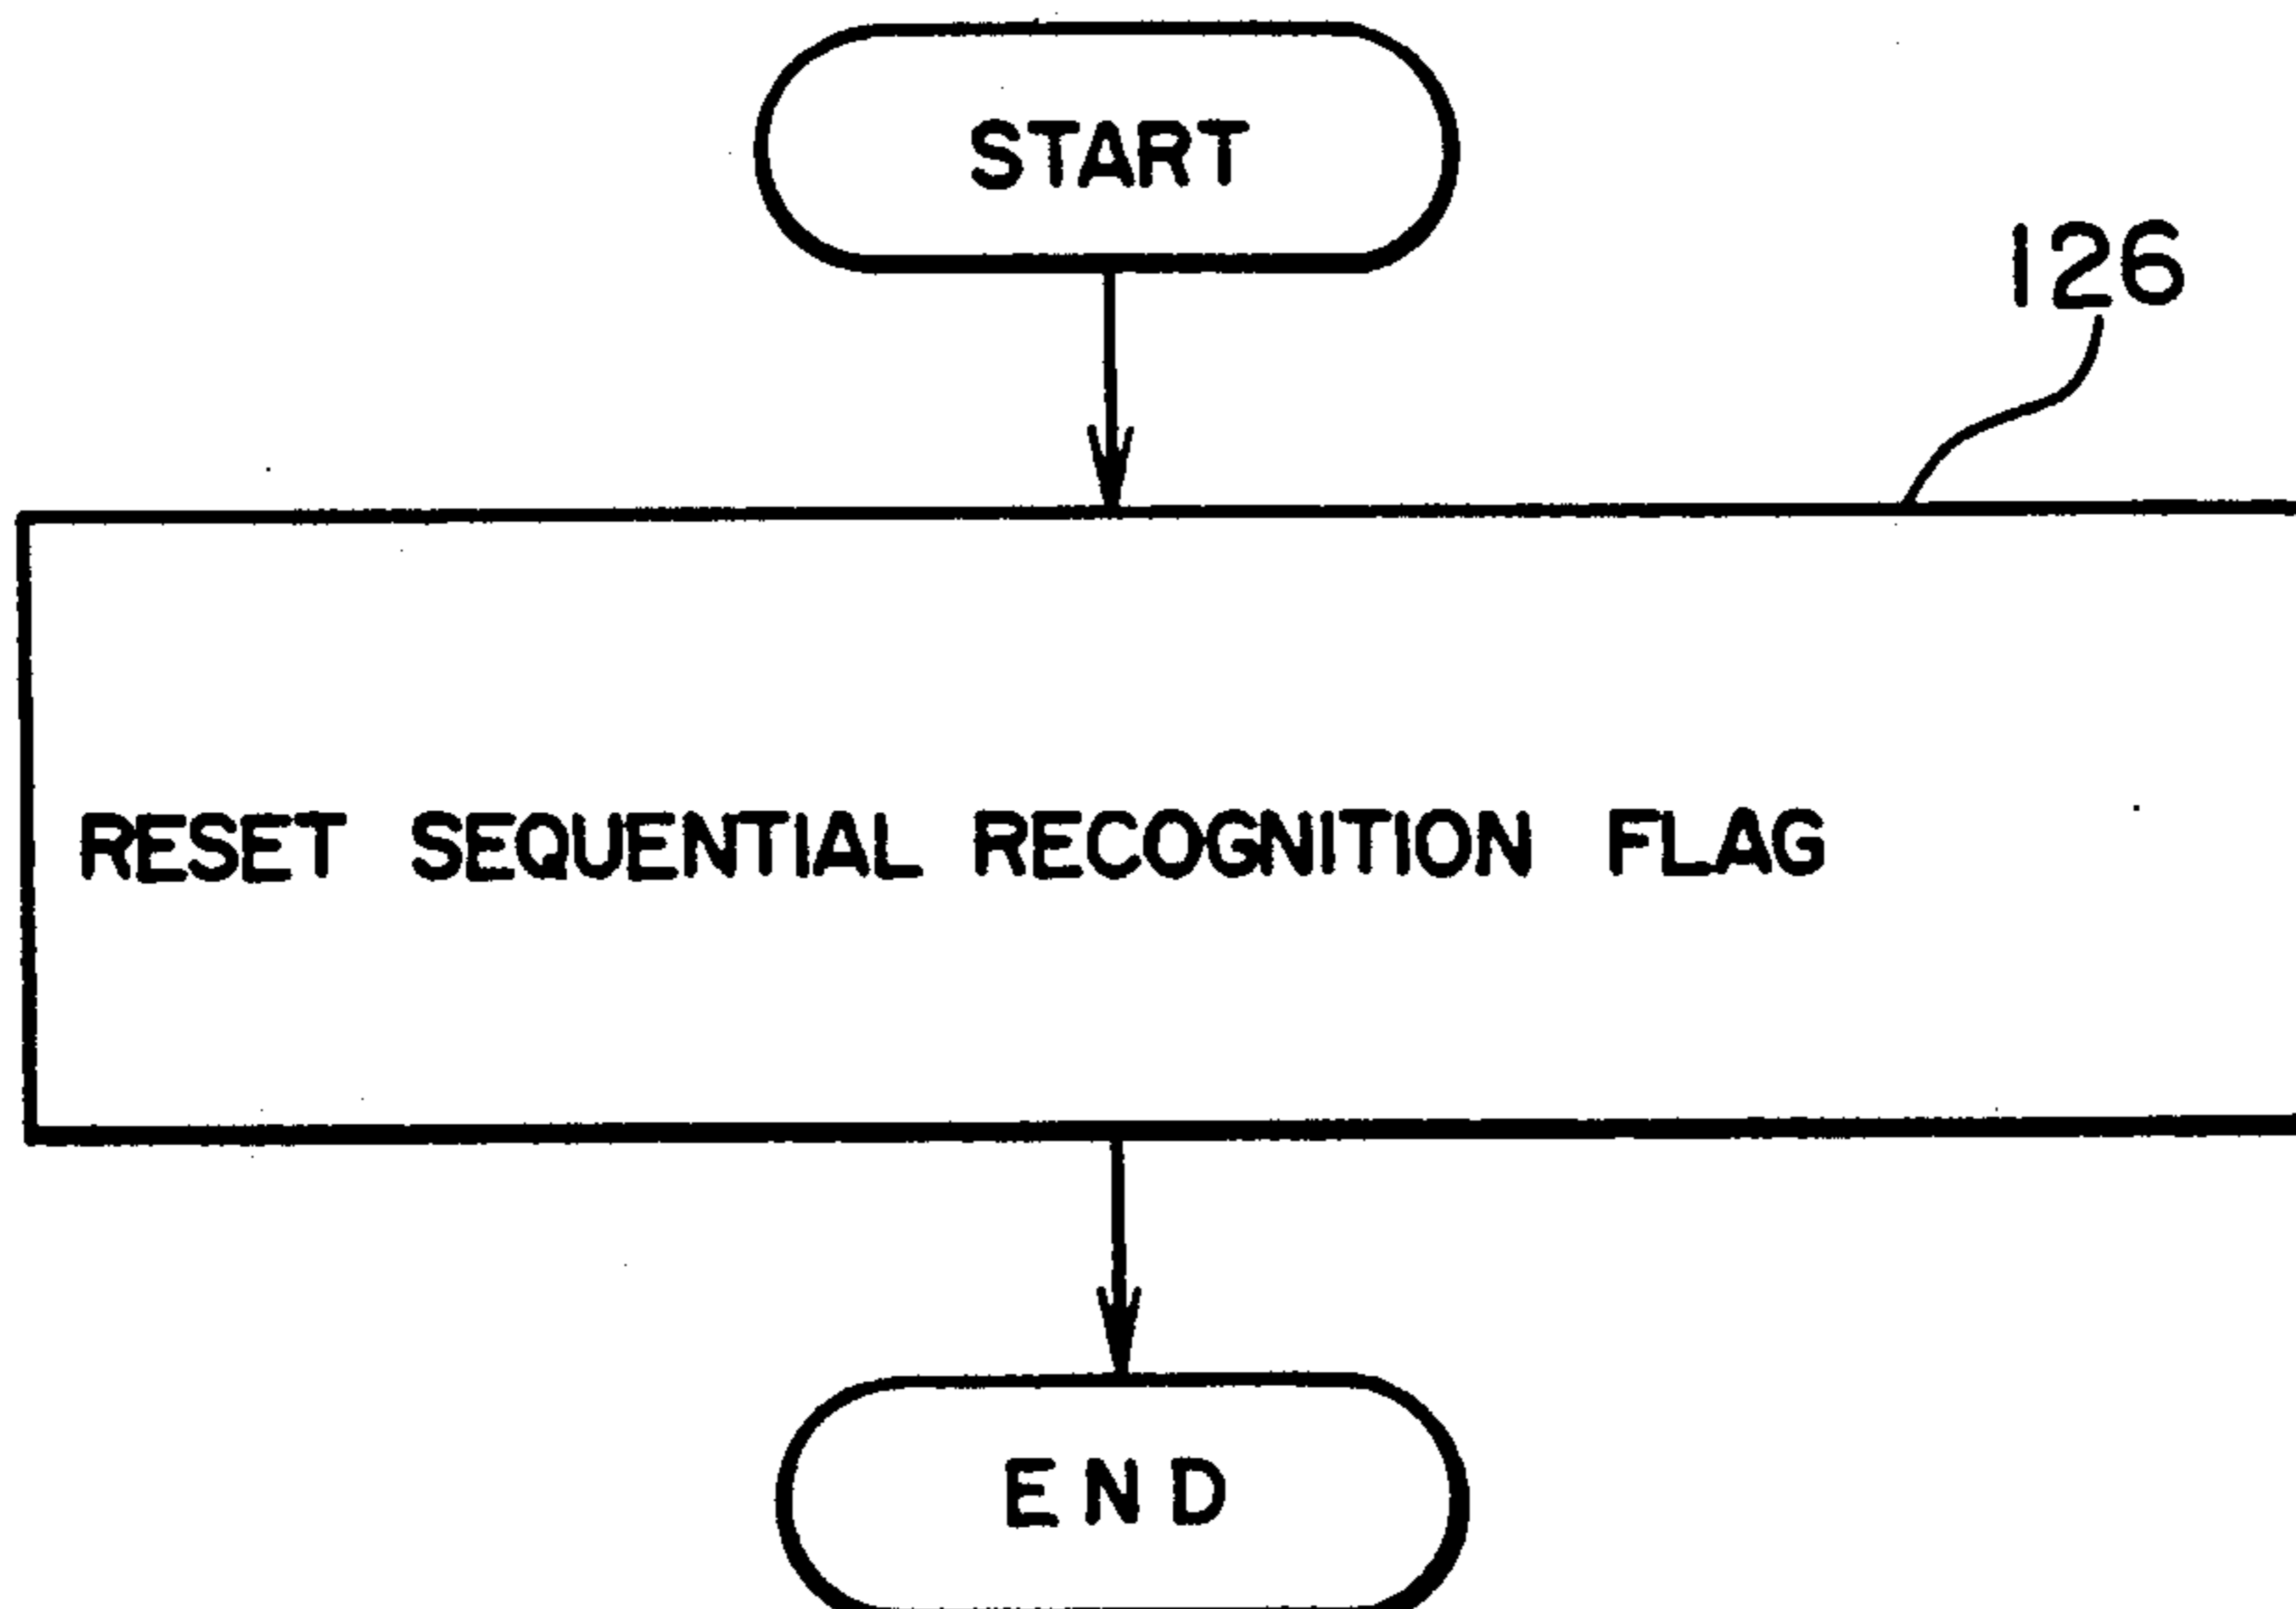 START
126
RESET SEQUENTIAL RECOGNITION FLAG
END